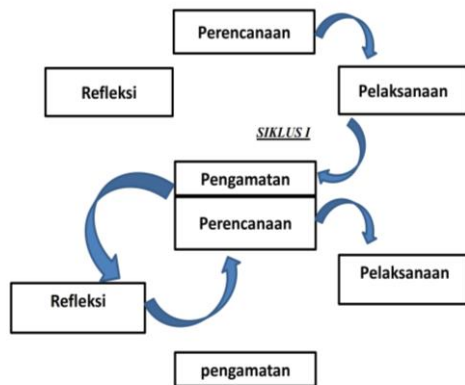 Perencanaan
Refleksi
Pelaksanaan
SIKLUS I
Pengamatan
Perencanaan
Pelaksanaan
Refleksi
pengamatan